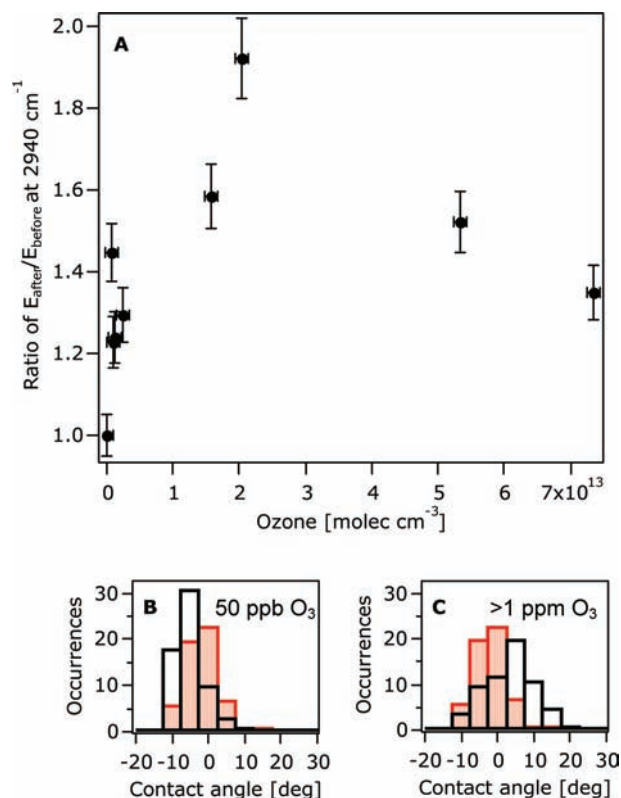 A
2.0
1.8
1.6
1.4
1.2
1.0
Ratio of E_after/E_before at 2940 cm⁻¹
0 1 2 3 4 5 6 7x10¹³
Ozone [molec cm⁻³]
B 50 ppb O₃
30
20
10
0
Occurrences
-20 -10 0 10 20 30
Contact angle [deg]
C >1 ppm O₃
30
20
10
0
Occurrences
-20 -10 0 10 20 30
Contact angle [deg]